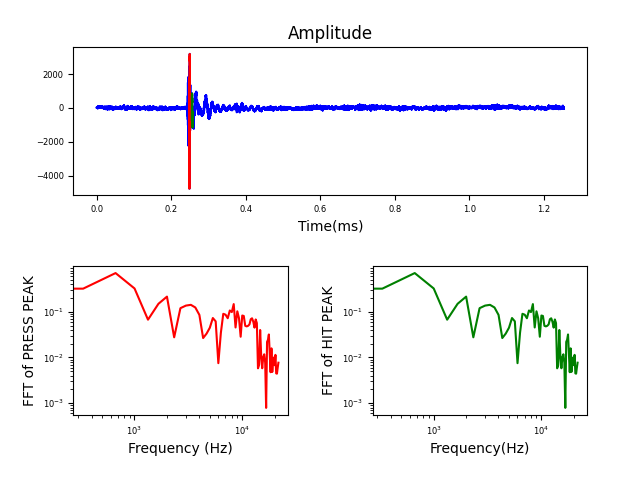 Amplitude
2000
0
−2000
−4000
0.0 0.2 0.4 0.6 0.8 1.0 1.2
Time(ms)
FFT of PRESS PEAK
10⁻¹
10⁻²
10⁻³
10³ 10⁴
Frequency (Hz)
FFT of HIT PEAK
10⁻¹
10⁻²
10⁻³
10³ 10⁴
Frequency(Hz)